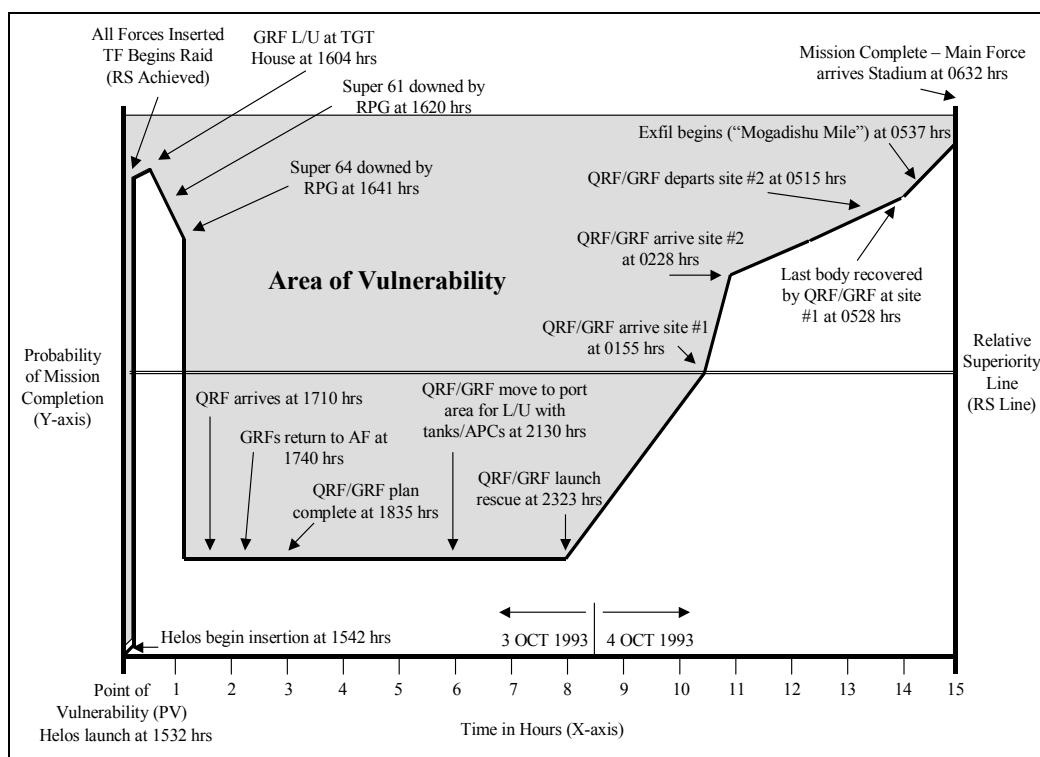 All Forces Inserted
TF Begins Raid
(RS Achieved)
GRF L/U at TGT
House at 1604 hrs
Super 61 downed by
RPG at 1620 hrs
Super 64 downed by
RPG at 1641 hrs
Mission Complete – Main Force
arrives Stadium at 0632 hrs
Exfil begins (“Mogadishu Mile”) at 0537 hrs
QRF/GRF departs site #2 at 0515 hrs
QRF/GRF arrive site #2
at 0228 hrs
Last body recovered
by QRF/GRF at site
#1 at 0528 hrs
Area of Vulnerability
QRF/GRF arrive site #1
at 0155 hrs
Probability
of Mission
Completion
(Y-axis)
Relative
Superiority
Line
(RS Line)
QRF arrives at 1710 hrs
GRFs return to AF at
1740 hrs
QRF/GRF plan
complete at 1835 hrs
QRF/GRF move to port
area for L/U with
tanks/APCs at 2130 hrs
QRF/GRF launch
rescue at 2323 hrs
Helos begin insertion at 1542 hrs
3 OCT 1993
4 OCT 1993
1 2 3 4 5 6 7 8 9 10 11 12 13 14 15
Point of
Vulnerability (PV)
Helos launch at 1532 hrs
Time in Hours (X-axis)